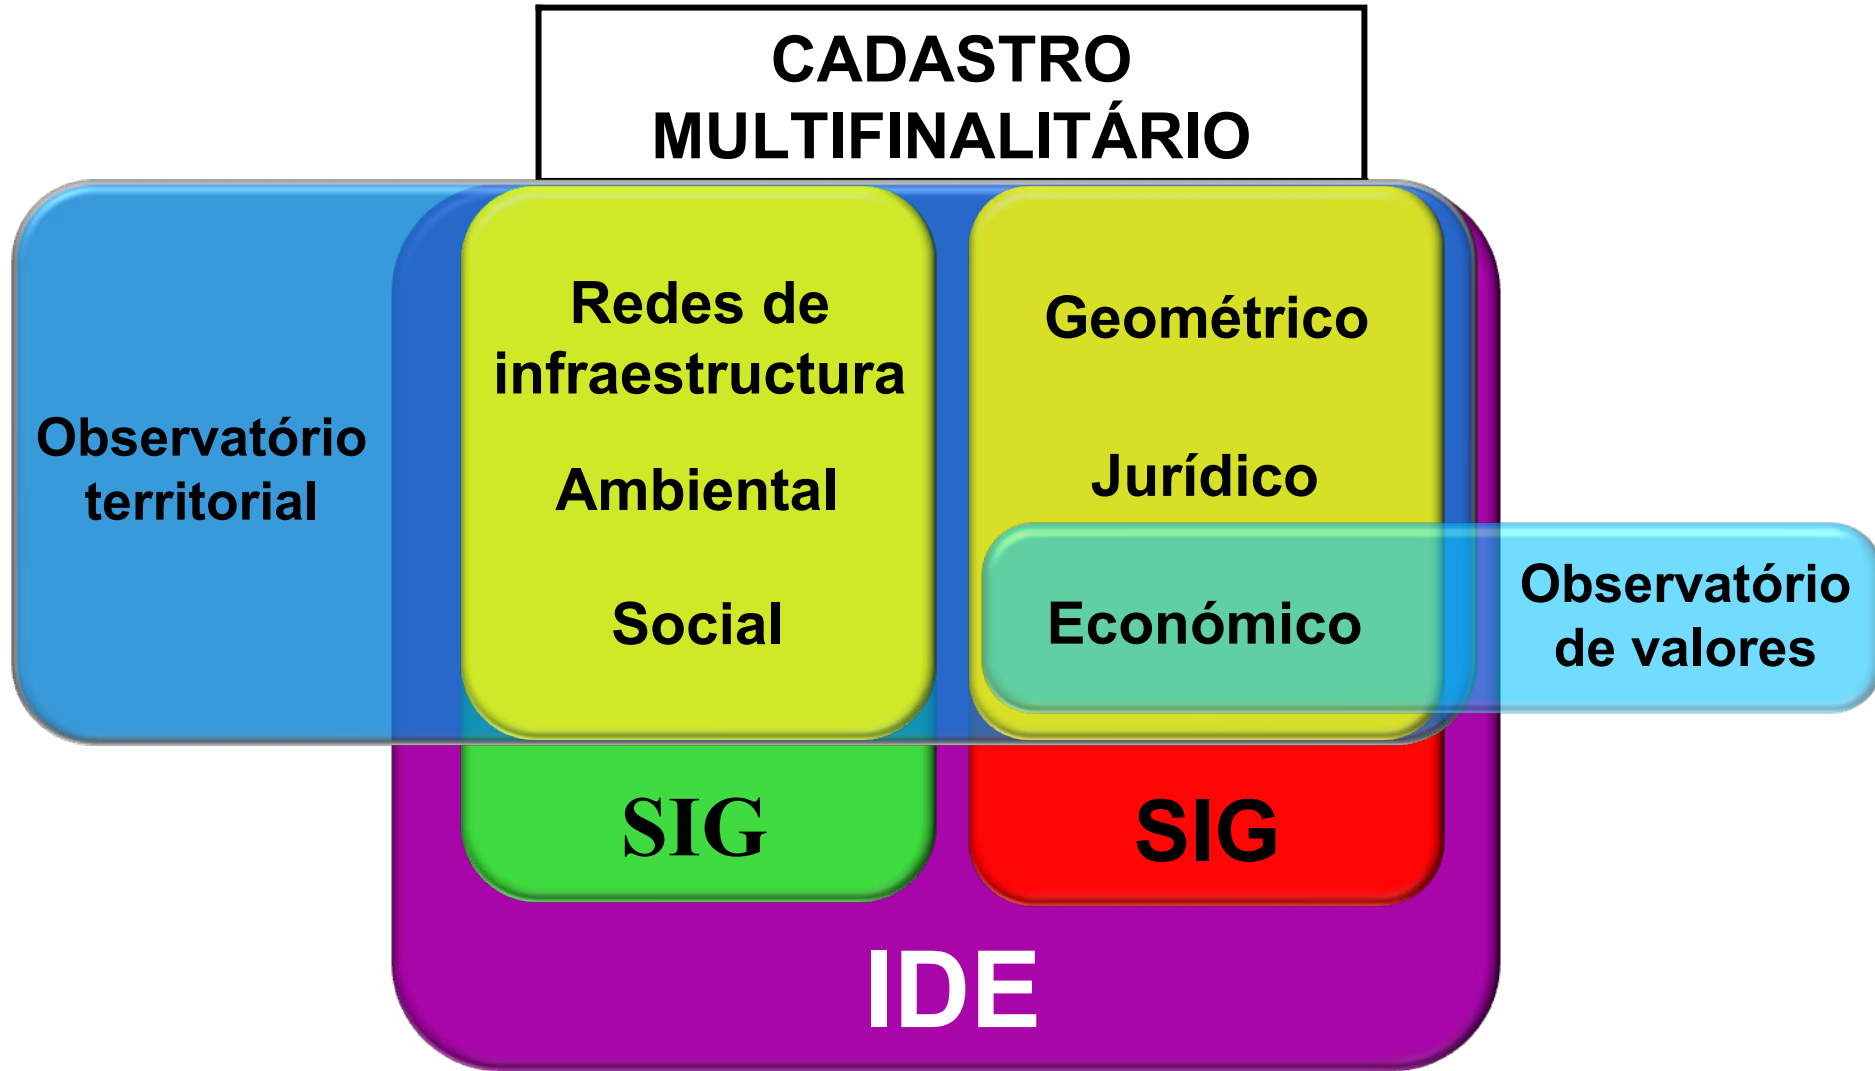 CADASTRO
MULTIFINALITÁRIO
Observatório
territorial
Redes de
infraestructura
Ambiental
Social
Geométrico
Jurídico
Económico
Observatório
de valores
SIG
SIG
IDE